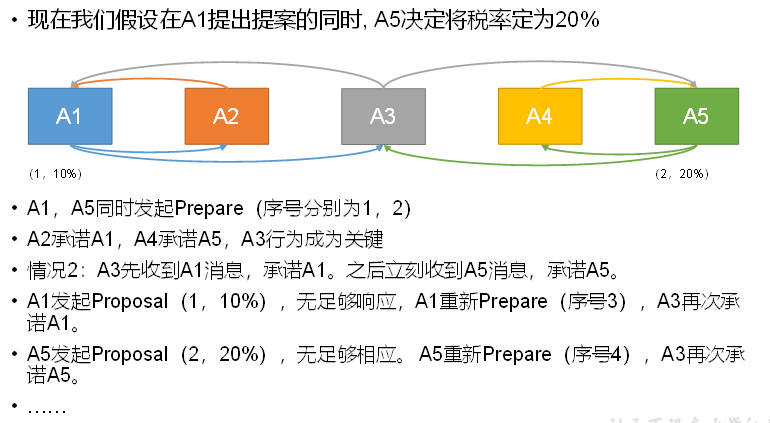 • 现在我们假设在A1提出提案的同时, A5决定将税率定为20%
A1 A2 A3 A4 A5
(1, 10%) (2, 20%)
• A1，A5同时发起Prepare（序号分别为1，2）
• A2承诺A1，A4承诺A5，A3行为成为关键
• 情况2：A3先收到A1消息，承诺A1。之后立刻收到A5消息，承诺A5。
• A1发起Proposal（1，10%），无足够响应，A1重新Prepare（序号3），A3再次承
诺A1。
• A5发起Proposal（2，20%），无足够相应。A5重新Prepare（序号4），A3再次承
诺A5。
• ……